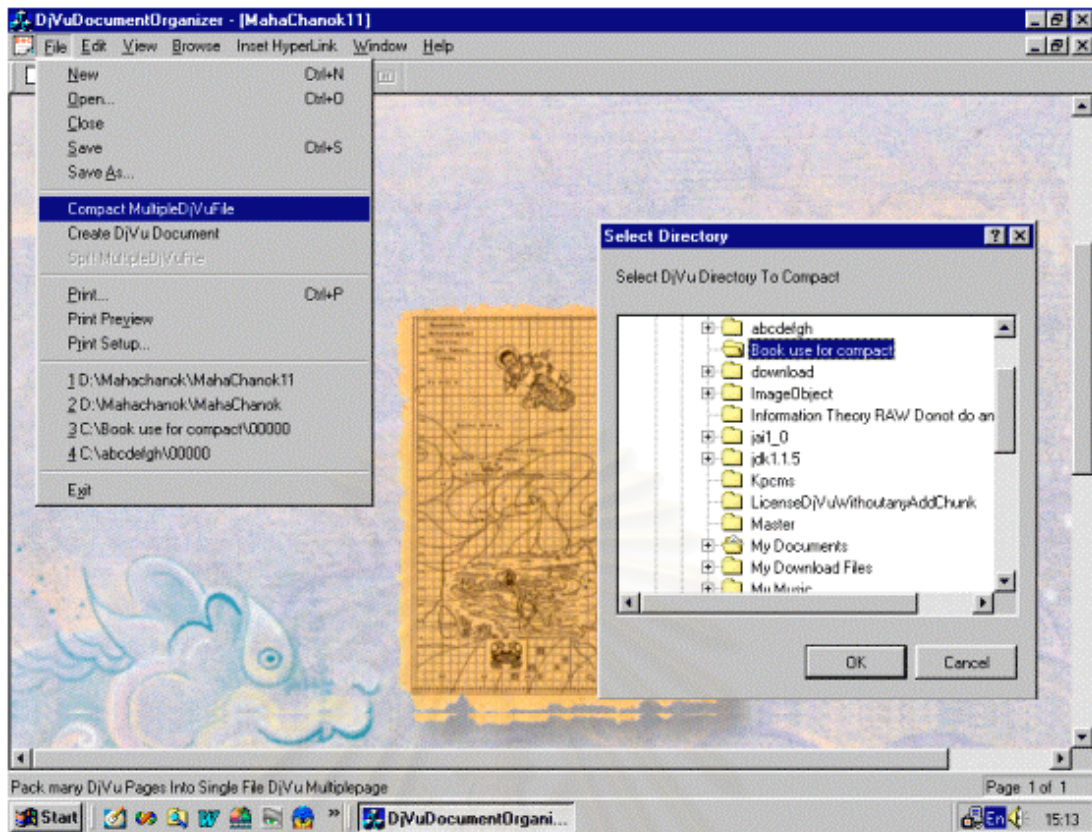 DjVuDocumentOrganizer - [MahaChanok11]
File Edit View Browse Inset HyperLink Window Help
New Ctrl+N
Open... Ctrl+O
Close
Save Ctrl+S
Save As...
Compact MultipleDjVuFile
Create DjVu Document
Split MultipleDjVuFile
Print... Ctrl+P
Print Preview
Print Setup...
1 D:\Mahachanok\MahaChanok11
2 D:\Mahachanok\MahaChanok
3 C:\Book use for compact\00000
4 C:\abcdefgh\00000
Exit
Select Directory
Select DjVu Directory To Compact
abcdefgh
Book use for compact
download
ImageObject
Information Theory RAW Donot do an
jai1_0
jdk1.1.5
Kpcms
LicenseDjVuWithoutanyAddChunk
Master
My Documents
My Download Files
My Music
OK Cancel
Pack many DjVu Pages Into Single File DjVu Multiplepage Page 1 of 1
Start DjVuDocumentOrgani... En 15:13